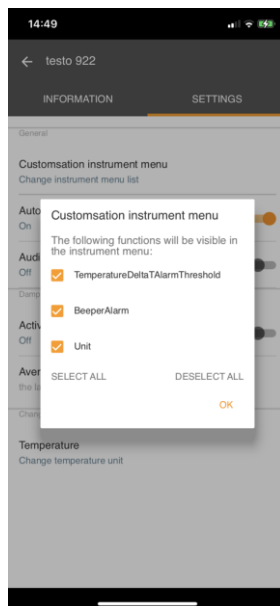 14:49
testo 922
INFORMATION
SETTINGS
General
Customsation instrument menu
Change instrument menu list
Auto
On
Customsation instrument menu
The following functions will be visible in
the instrument menu:
TemperatureDeltaTAlarmThreshold
BeeperAlarm
Unit
SELECT ALL
DESELECT ALL
OK
Audi
Off
Damp
Activ
Off
Aver
the la
Chang
Temperature
Change temperature unit